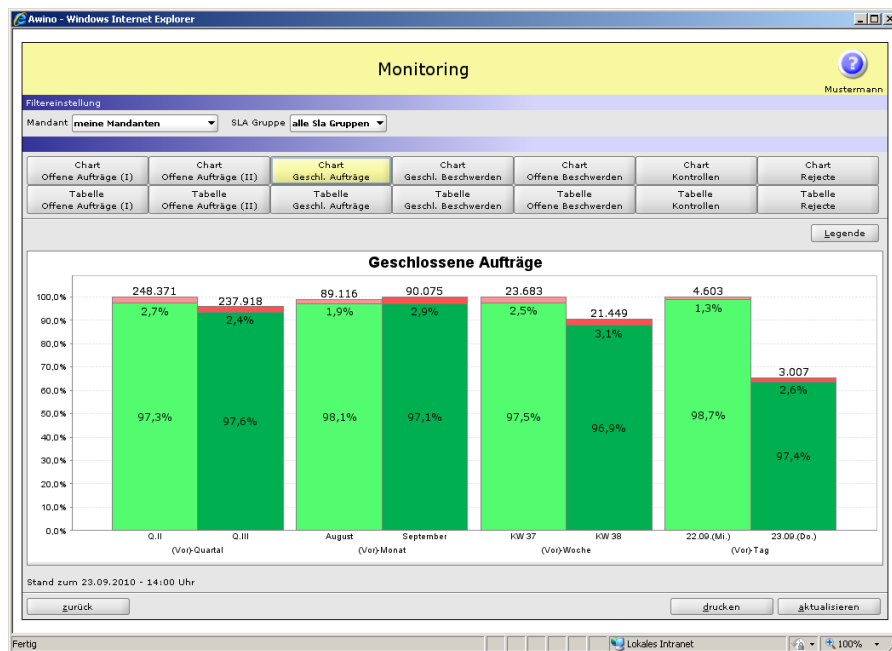 Awino - Windows Internet Explorer
Monitoring
Mustermann
Filtereinstellung
Mandant meine Mandanten SLA Gruppe alle Sla Gruppen
Chart Offene Aufträge (I)
Chart Offene Aufträge (II)
Chart Geschl. Aufträge
Chart Geschl. Beschwerden
Chart Offene Beschwerden
Chart Kontrollen
Chart Rejecte
Tabelle Offene Aufträge (I)
Tabelle Offene Aufträge (II)
Tabelle Geschl. Aufträge
Tabelle Geschl. Beschwerden
Tabelle Offene Beschwerden
Tabelle Kontrollen
Tabelle Rejecte
Legende
Geschlossene Aufträge
248.371 237.918 89.116 90.075 23.683 21.449 4.603 3.007
2,7% 2,4% 1,9% 2,9% 2,5% 3,1% 1,3% 2,6%
97,3% 97,6% 98,1% 97,1% 97,5% 96,9% 98,7% 97,4%
100,0%
90,0%
80,0%
70,0%
60,0%
50,0%
40,0%
30,0%
20,0%
10,0%
0,0%
Q.II Q.III August September KW 37 KW 38 22.09.(Mi.) 23.09.(Do.)
(Vor)-Quartal (Vor)-Monat (Vor)-Woche (Vor)-Tag
Stand zum 23.09.2010 - 14:00 Uhr
zurück drucken aktualisieren
Fertig Lokales Intranet 100%